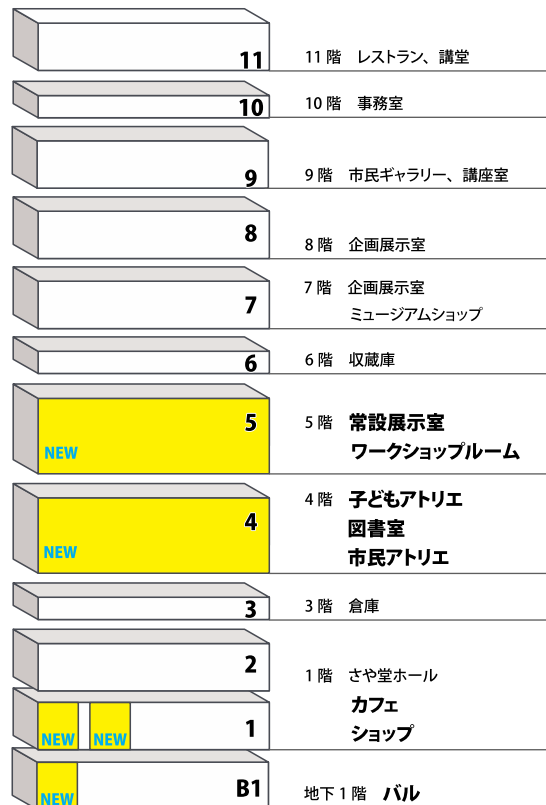 11
11 階 レストラン、講堂
10
10 階 事務室
9
9 階 市民ギャラリー、講座室
8
8 階 企画展示室
7
7 階 企画展示室
ミュージアムショップ
6
6 階 収蔵庫
5
NEW
5 階 常設展示室
ワークショップルーム
4
NEW
4 階 子どもアトリエ
図書室
市民アトリエ
3
3 階 倉庫
2
1 階 さや堂ホール
カフェ
ショップ
1
NEW NEW
B1
NEW
地下 1 階 バル